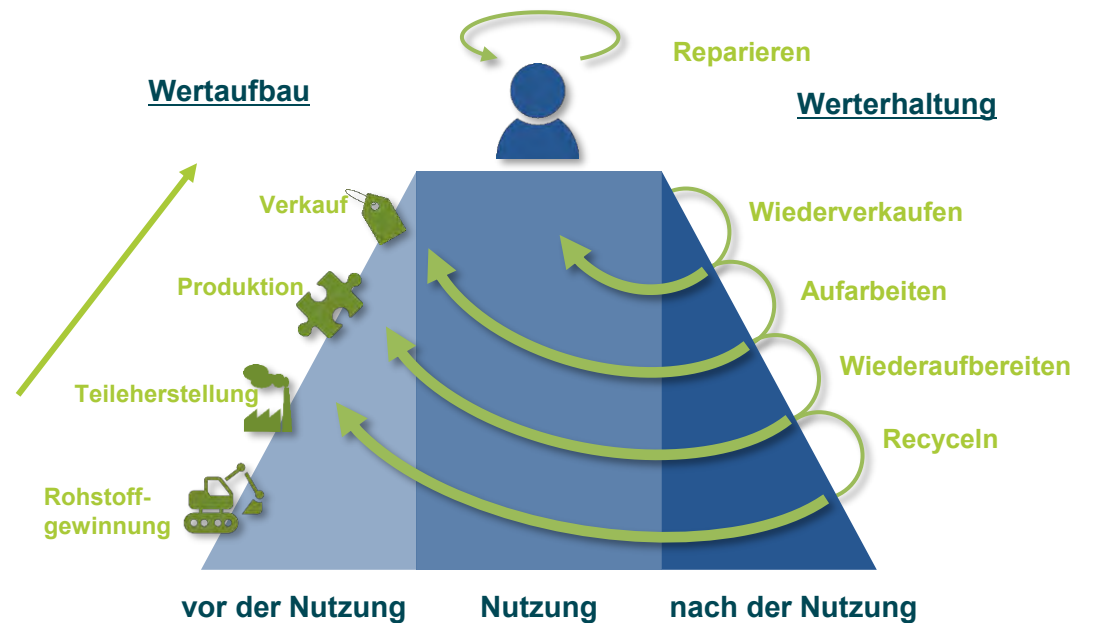 Reparieren
Wertaufbau
Werterhaltung
Verkauf
Wiederverkaufen
Produktion
Aufarbeiten
Teileherstellung
Wiederaufbereiten
Recyceln
Rohstoff-
gewinnung
vor der Nutzung
Nutzung
nach der Nutzung